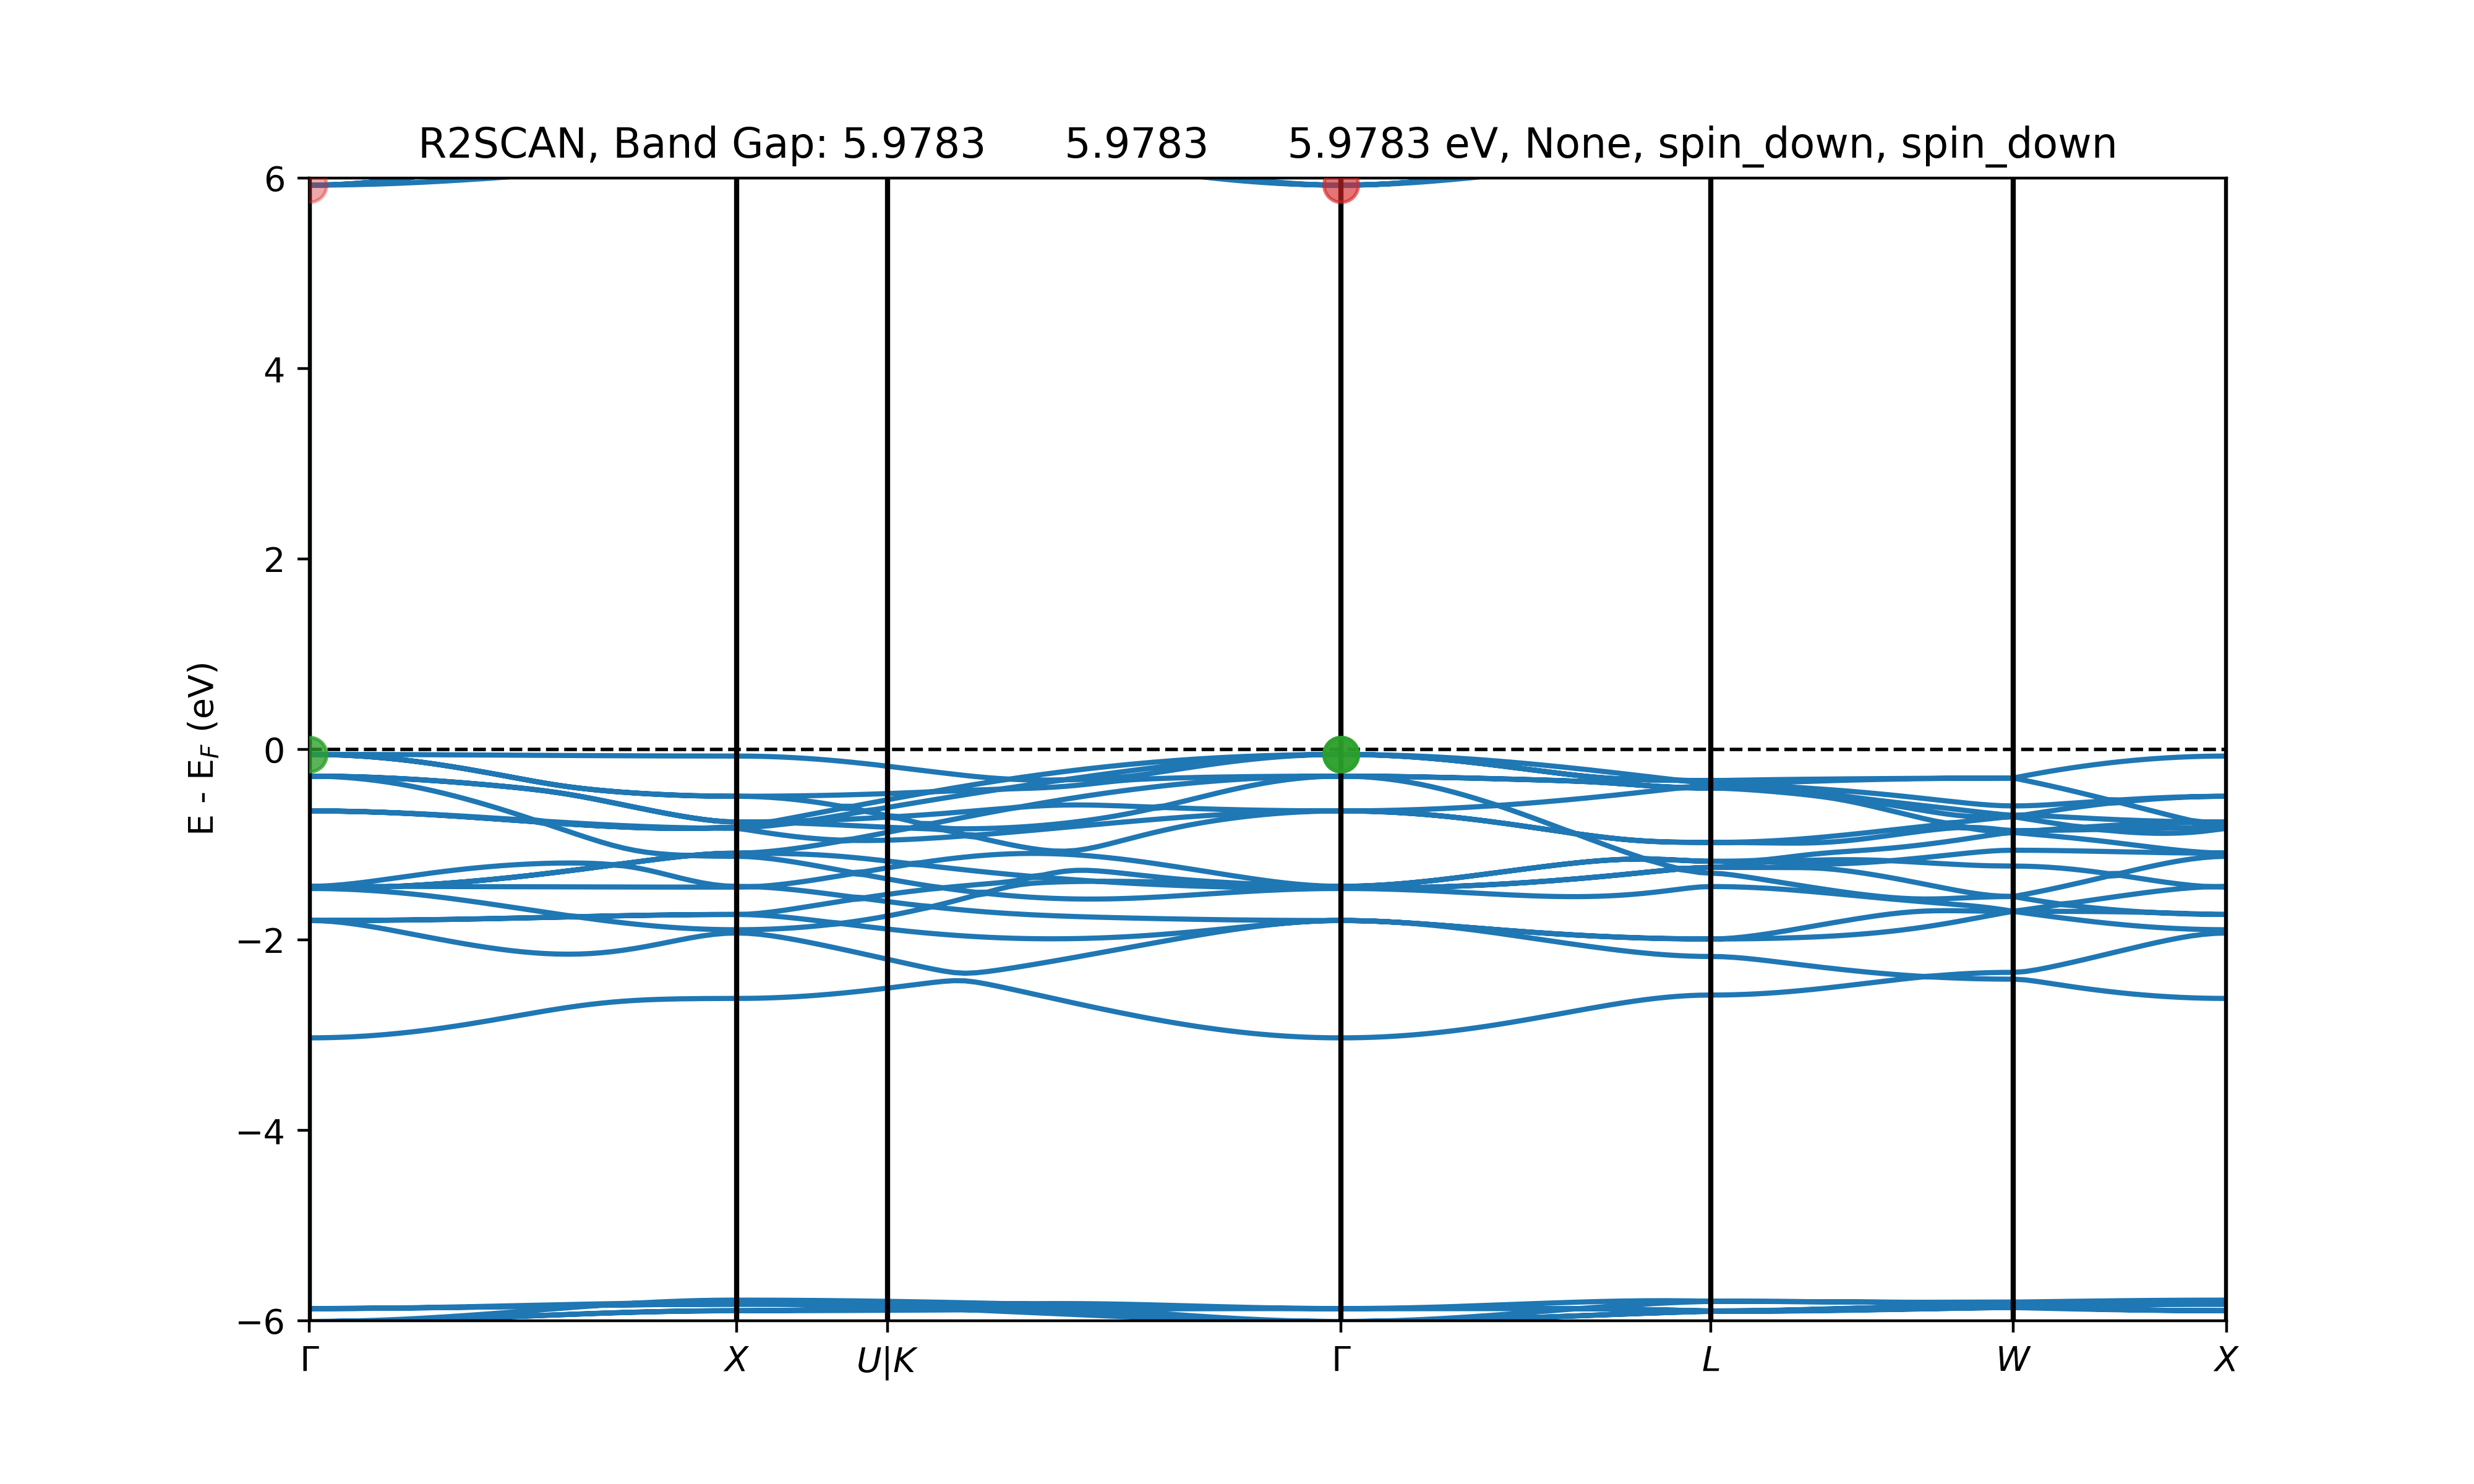 R2SCAN, Band Gap: 5.9783 5.9783 5.9783 eV, None, spin_down, spin_down
6
4
2
0
−2
−4
−6
E - E_F (eV)
Γ X U|K Γ L W X